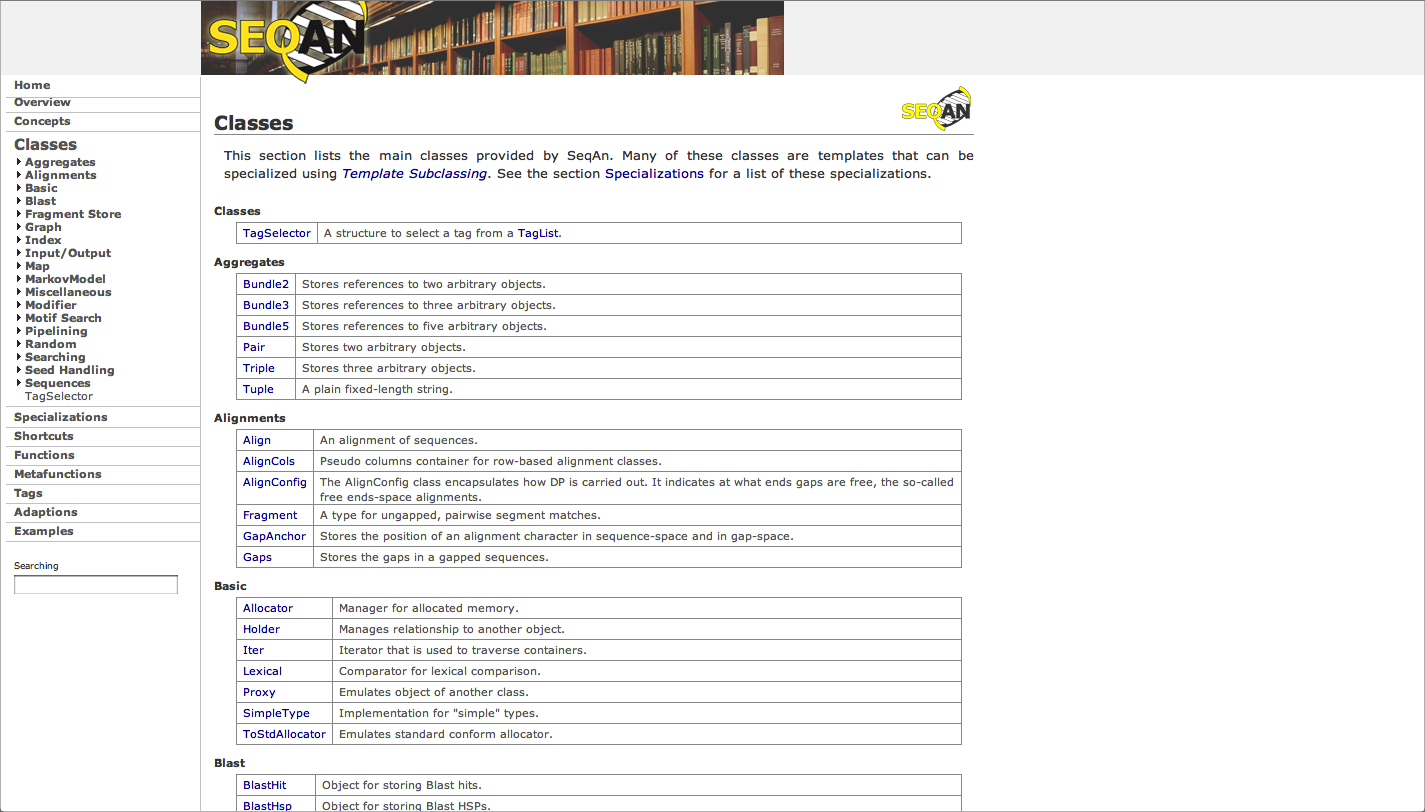 SEQAN
Home
Overview
Concepts
Classes
Aggregates
Alignments
Basic
Blast
Fragment Store
Graph
Index
Input/Output
Map
MarkovModel
Miscellaneous
Modifier
Motif Search
Pipelining
Random
Searching
Seed Handling
Sequences
TagSelector
Specializations
Shortcuts
Functions
Metafunctions
Tags
Adaptions
Examples
Searching
SEQAN
Classes
This section lists the main classes provided by SeqAn. Many of these classes are templates that can be
specialized using Template Subclassing. See the section Specializations for a list of these specializations.
Classes
TagSelector A structure to select a tag from a TagList.
Aggregates
Bundle2 Stores references to two arbitrary objects.
Bundle3 Stores references to three arbitrary objects.
Bundle5 Stores references to five arbitrary objects.
Pair Stores two arbitrary objects.
Triple Stores three arbitrary objects.
Tuple A plain fixed-length string.
Alignments
Align An alignment of sequences.
AlignCols Pseudo columns container for row-based alignment classes.
AlignConfig The AlignConfig class encapsulates how DP is carried out. It indicates at what ends gaps are free, the so-called
free ends-space alignments.
Fragment A type for ungapped, pairwise segment matches.
GapAnchor Stores the position of an alignment character in sequence-space and in gap-space.
Gaps Stores the gaps in a gapped sequences.
Basic
Allocator Manager for allocated memory.
Holder Manages relationship to another object.
Iter Iterator that is used to traverse containers.
Lexical Comparator for lexical comparison.
Proxy Emulates object of another class.
SimpleType Implementation for "simple" types.
ToStdAllocator Emulates standard conform allocator.
Blast
BlastHit Object for storing Blast hits.
BlastHsp Object for storing Blast HSPs.